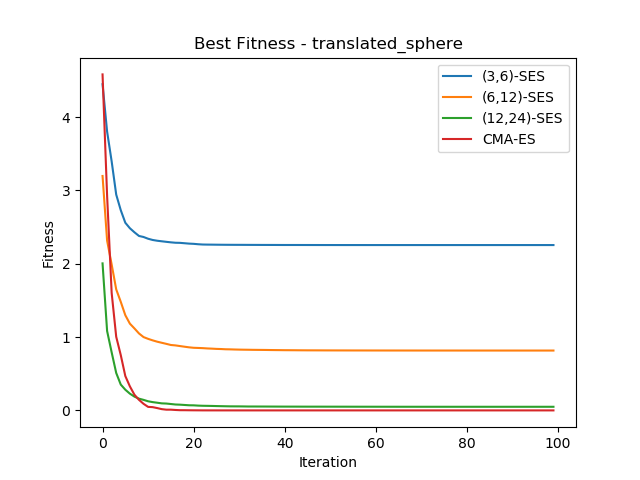 Best Fitness - translated_sphere
(3,6)-SES
(6,12)-SES
(12,24)-SES
CMA-ES
Fitness
4
3
2
1
0
0 20 40 60 80 100
Iteration